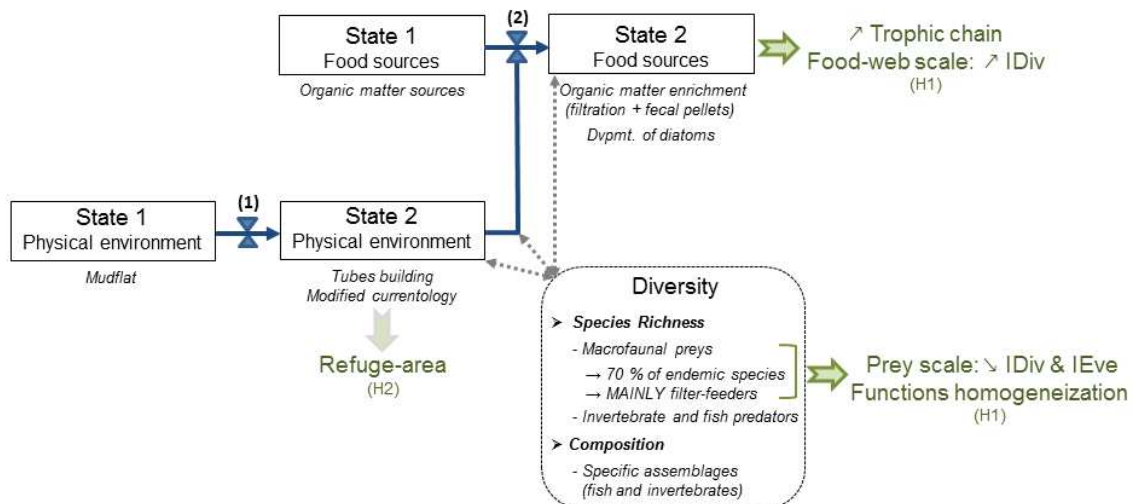 (2)
State 1
Food sources
Organic matter sources
State 2
Food sources
Organic matter enrichment
(filtration + fecal pellets)
Dvpmt. of diatoms
↗ Trophic chain
Food-web scale: ↗ IDiv
(H1)
(1)
State 1
Physical environment
Mudflat
State 2
Physical environment
Tubes building
Modified currentology
Refuge-area
(H2)
Diversity
➤ Species Richness
- Macrofaunal preys
→ 70 % of endemic species
→ MAINLY filter-feeders
- Invertebrate and fish predators
➤ Composition
- Specific assemblages
(fish and invertebrates)
Prey scale: ↘ IDiv & IEve
Functions homogeneization
(H1)